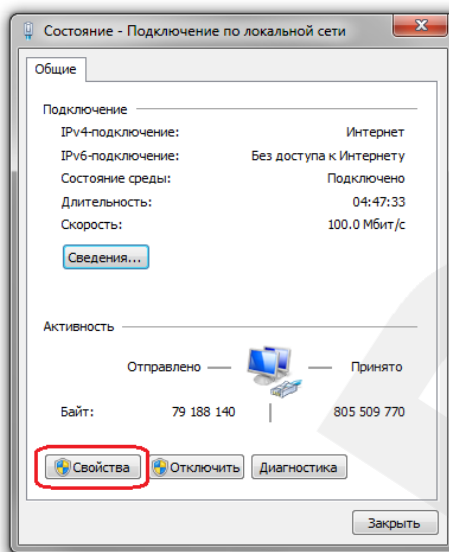 Состояние - Подключение по локальной сети
Общие
Подключение
IPv4-подключение: Интернет
IPv6-подключение: Без доступа к Интернету
Состояние среды: Подключено
Длительность: 04:47:33
Скорость: 100.0 Мбит/с
Сведения...
Активность
Отправлено — — Принято
Байт: 79 188 140 | 805 509 770
Свойства Отключить Диагностика
Закрыть